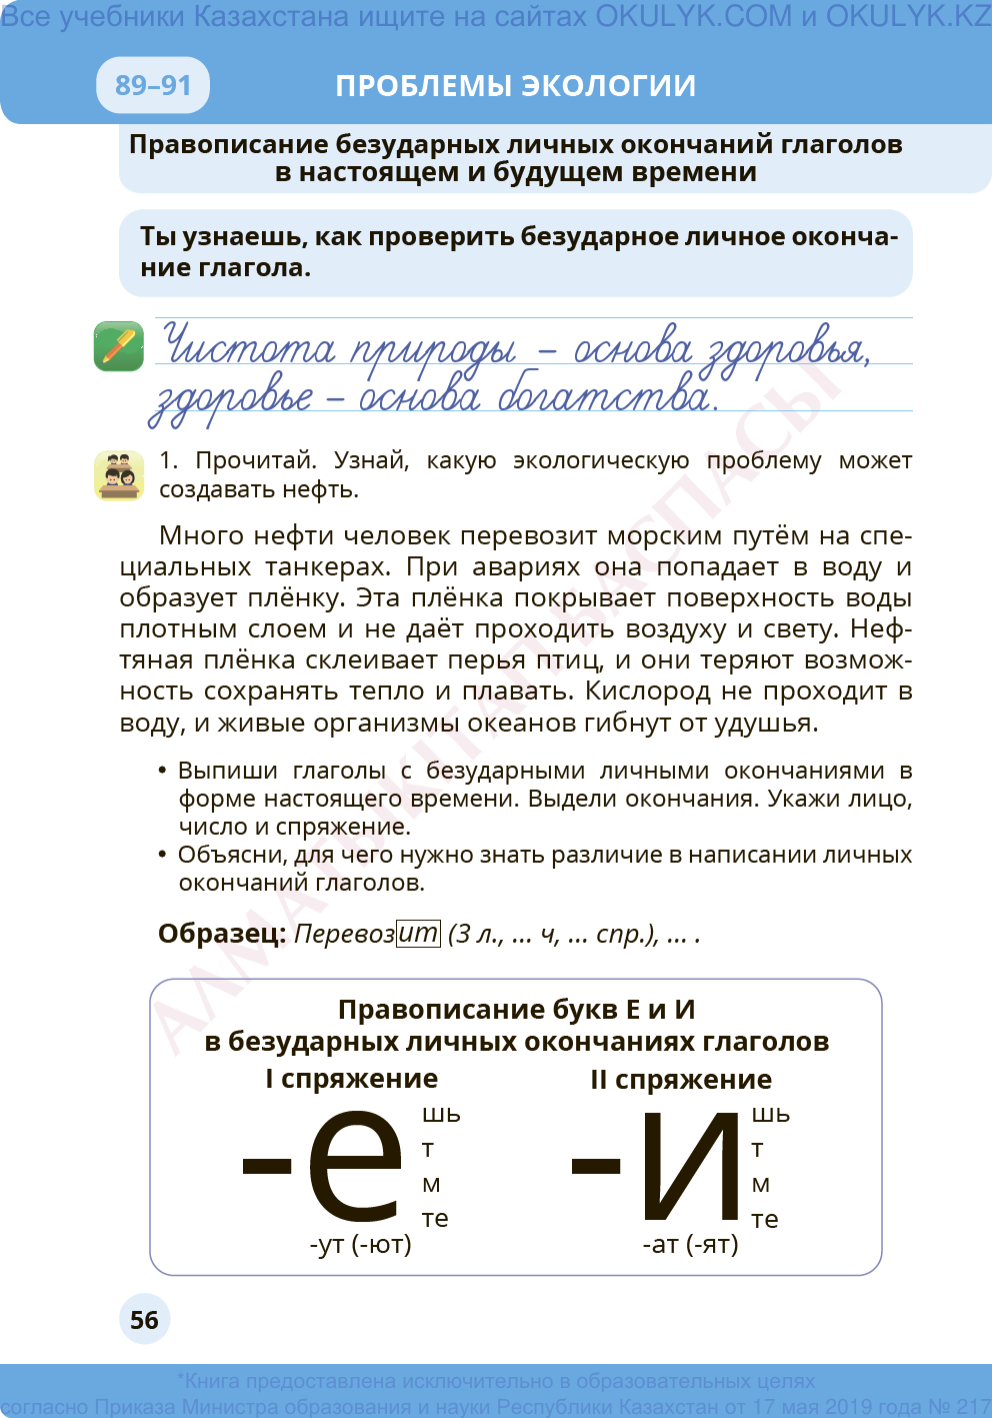 Все учебники Казахстана ищите на сайтах OKULYK.COM и OKULYK.KZ
89–91
ПРОБЛЕМЫ ЭКОЛОГИИ
Правописание безударных личных окончаний глаголов
в настоящем и будущем времени
Ты узнаешь, как проверить безударное личное оконча-
ние глагола.
Чистота природы – основа здоровья,
здоровье – основа богатства.
1. Прочитай. Узнай, какую экологическую проблему может
создавать нефть.
Много нефти человек перевозит морским путём на спе-
циальных танкерах. При авариях она попадает в воду и
образует плёнку. Эта плёнка покрывает поверхность воды
плотным слоем и не даёт проходить воздуху и свету. Неф-
тяная плёнка склеивает перья птиц, и они теряют возмож-
ность сохранять тепло и плавать. Кислород не проходит в
воду, и живые организмы океанов гибнут от удушья.
• Выпиши глаголы с безударными личными окончаниями в
форме настоящего времени. Выдели окончания. Укажи лицо,
число и спряжение.
• Объясни, для чего нужно знать различие в написании личных
окончаний глаголов.
Образец: Перевозит (3 л., ... ч, ... спр.), ... .
Правописание букв Е и И
в безударных личных окончаниях глаголов
I спряжение
-е
шь
т
м
те
-ут (-ют)
II спряжение
-и
шь
т
м
те
-ат (-ят)
56
АЛМАТЫКІТАП БАСПАСЫ
*Книга предоставлена исключительно в образовательных целях
согласно Приказа Министра образования и науки Республики Казахстан от 17 мая 2019 года № 217